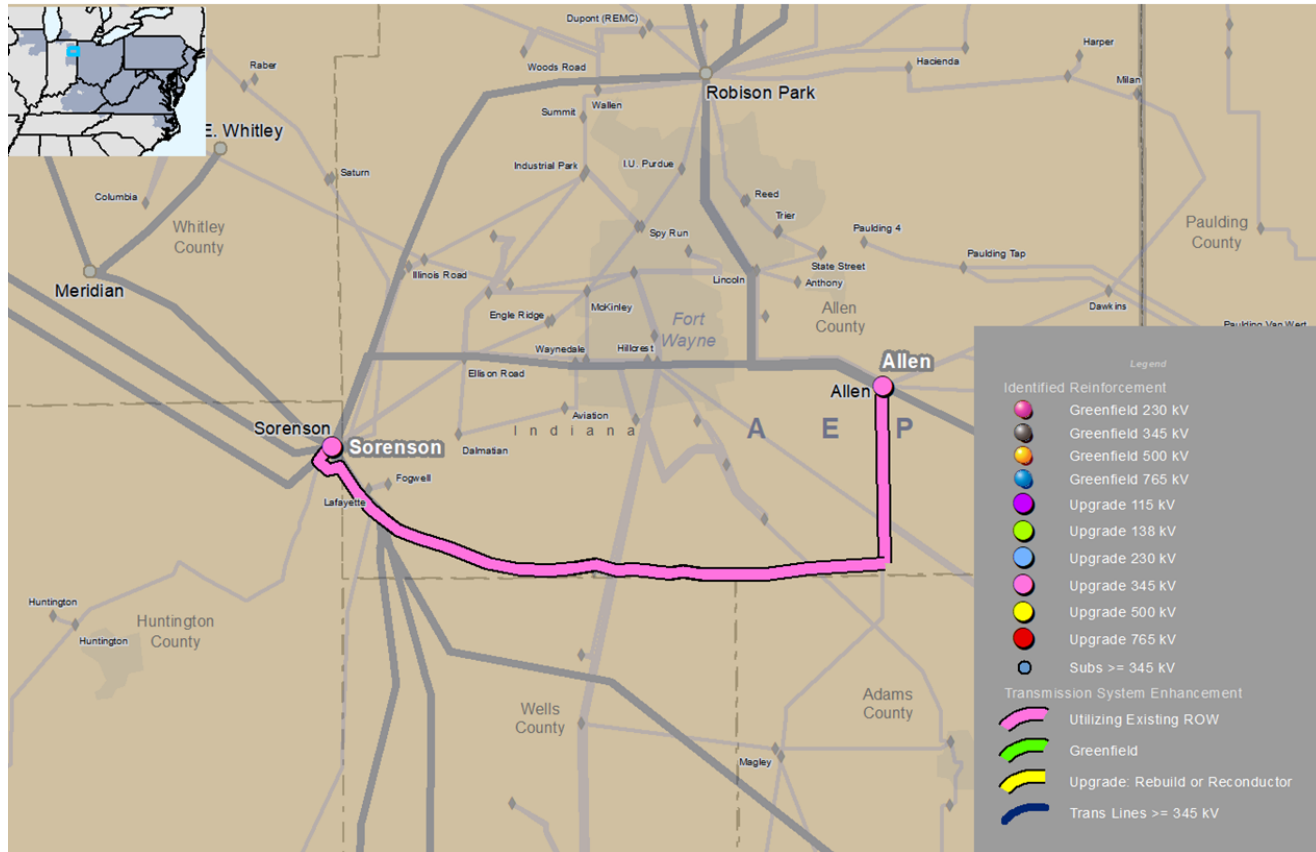 Dupont (REMC)
Harper
Raber
Woods Road
Hacienda
Milan
Robison Park
Wallen
E. Whitley
Summit
Industrial Park
I.U. Purdue
Saturn
Columbia
Reed
Whitley
County
Trier
Paulding
County
Spy Run
Paulding 4
Paulding Tap
State Street
Illinois Road
Lincoln
Anthony
Meridian
McKinley
Allen
County
Dawkins
Engle Ridge
Fort
Wayne
Paulding Van Wert
Waynedale
Hillcrest
Allen
Ellison Road
Allen
Aviation
Sorenson
Indiana
A E P
Sorenson
Dalmatian
Fogwell
Lafayette
Huntington
Huntington
County
Huntington
Wells
County
Adams
County
Magley
Legend
Identified Reinforcement
Greenfield 230 kV
Greenfield 345 kV
Greenfield 500 kV
Greenfield 765 kV
Upgrade 115 kV
Upgrade 138 kV
Upgrade 230 kV
Upgrade 345 kV
Upgrade 500 kV
Upgrade 765 kV
Subs >= 345 kV
Transmission System Enhancement
Utilizing Existing ROW
Greenfield
Upgrade: Rebuild or Reconductor
Trans Lines >= 345 kV